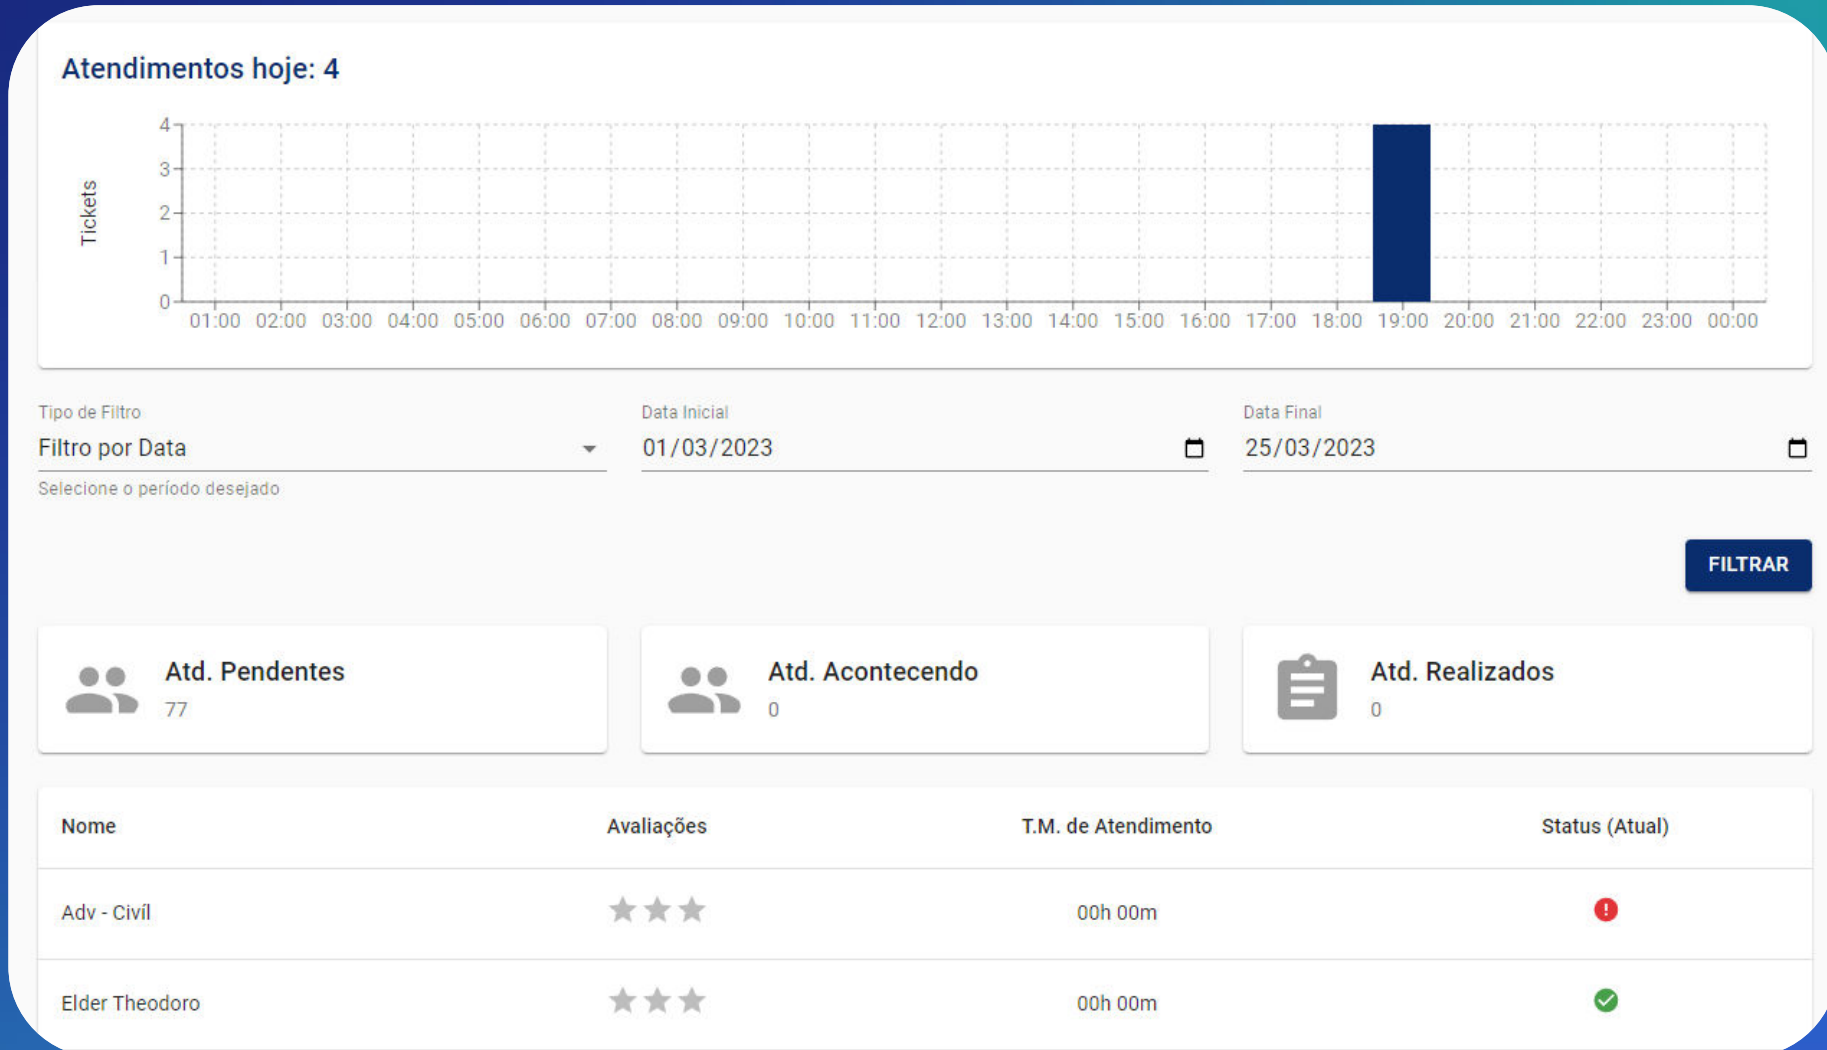 Atendimentos hoje: 4
Tickets
4
3
2
1
0
01:00 02:00 03:00 04:00 05:00 06:00 07:00 08:00 09:00 10:00 11:00 12:00 13:00 14:00 15:00 16:00 17:00 18:00 19:00 20:00 21:00 22:00 23:00 00:00
Tipo de Filtro Data Inicial Data Final
Filtro por Data 01/03/2023 25/03/2023
Selecione o período desejado
FILTRAR
Atd. Pendentes Atd. Acontecendo Atd. Realizados
77 0 0
Nome Avaliações T.M. de Atendimento Status (Atual)
Adv - Civíl 00h 00m
Elder Theodoro 00h 00m